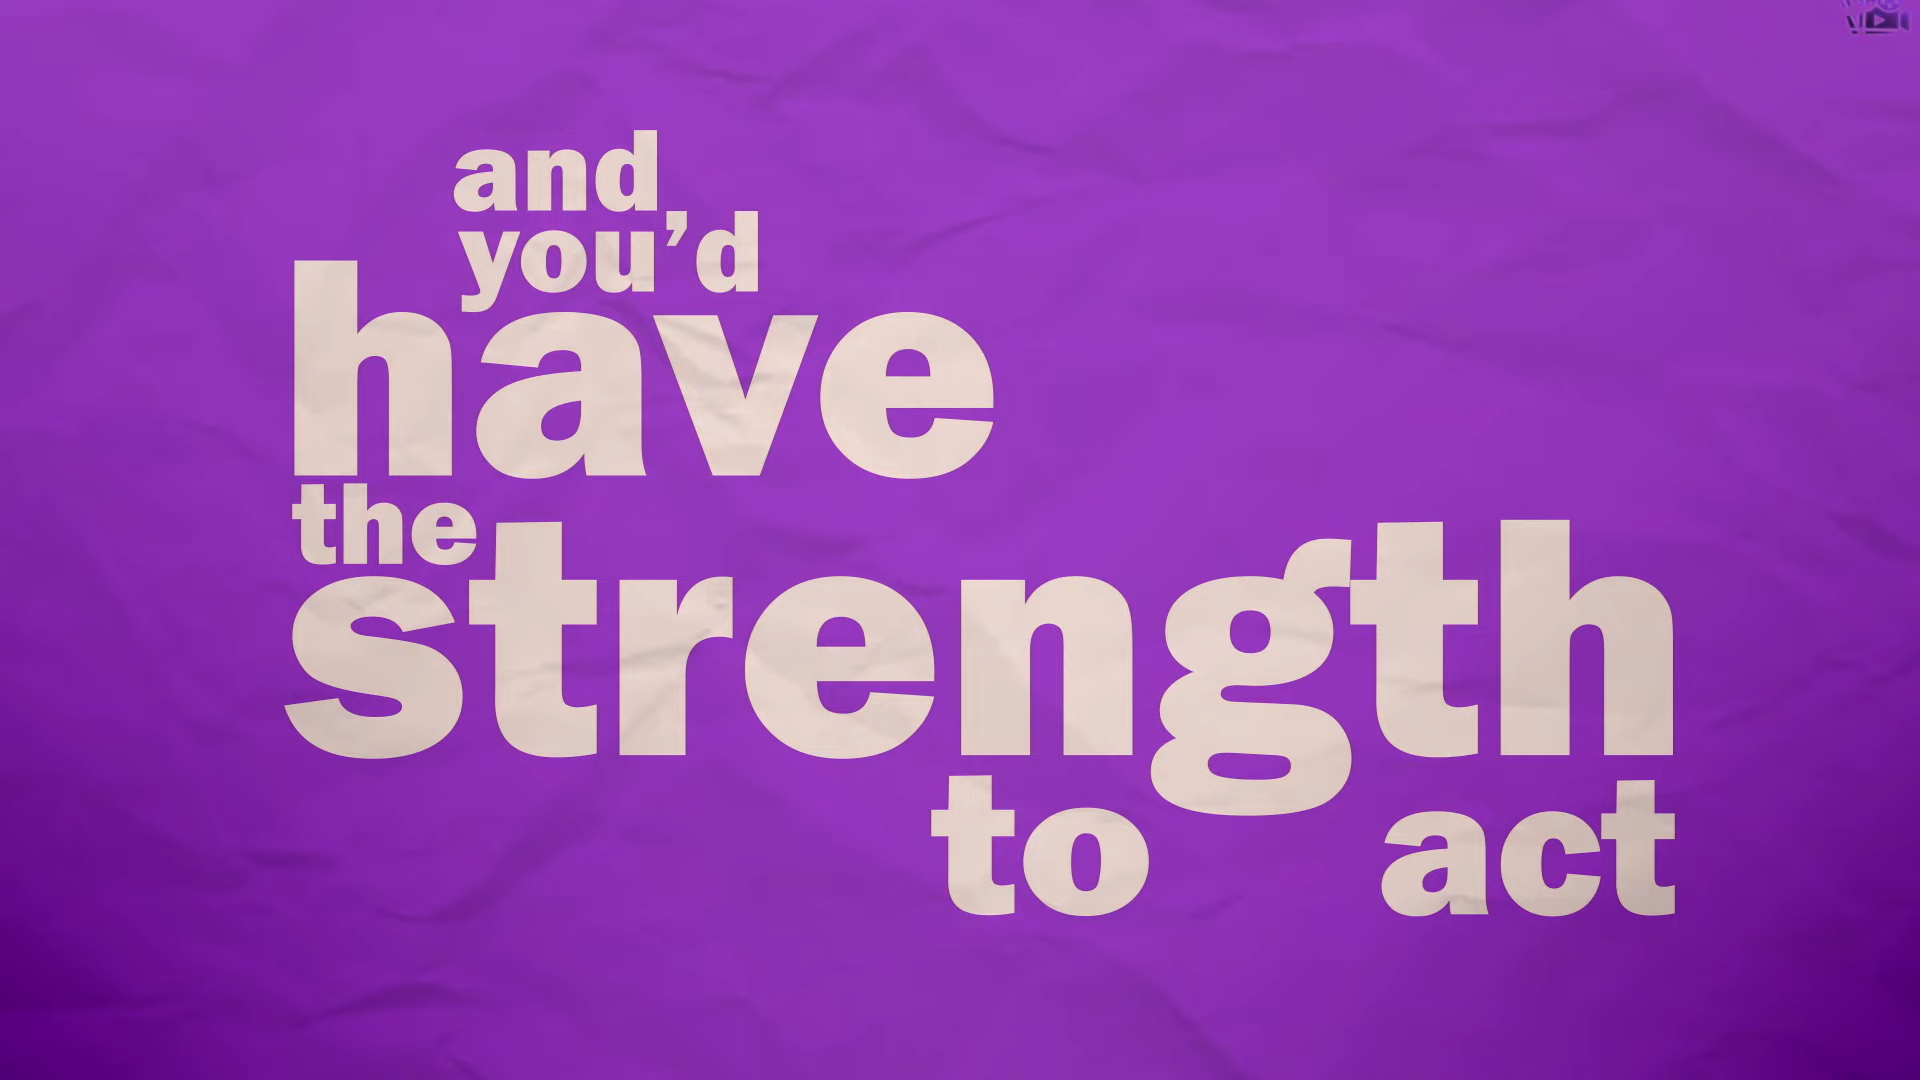 and
you’d
have
the
strength
to act